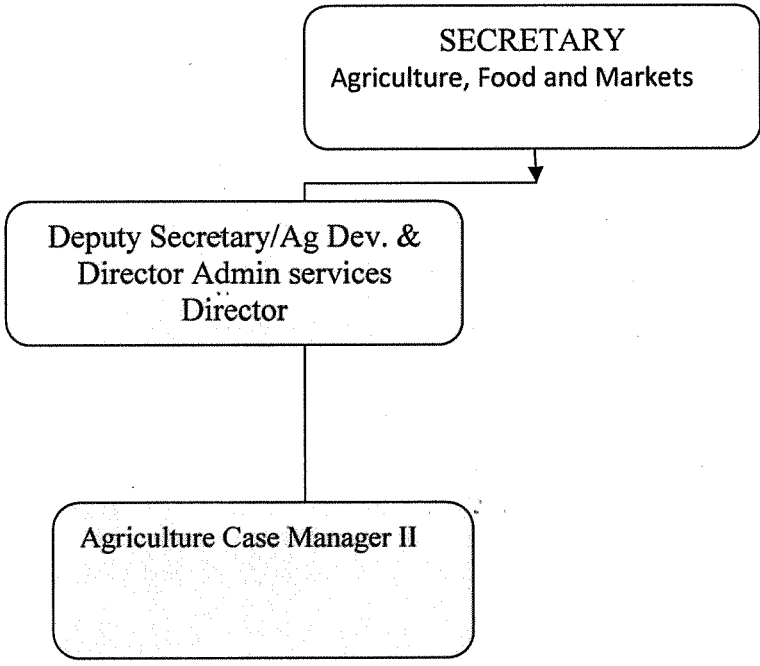 SECRETARY
Agriculture, Food and Markets
Deputy Secretary/Ag Dev. &
Director Admin services
Director
Agriculture Case Manager II